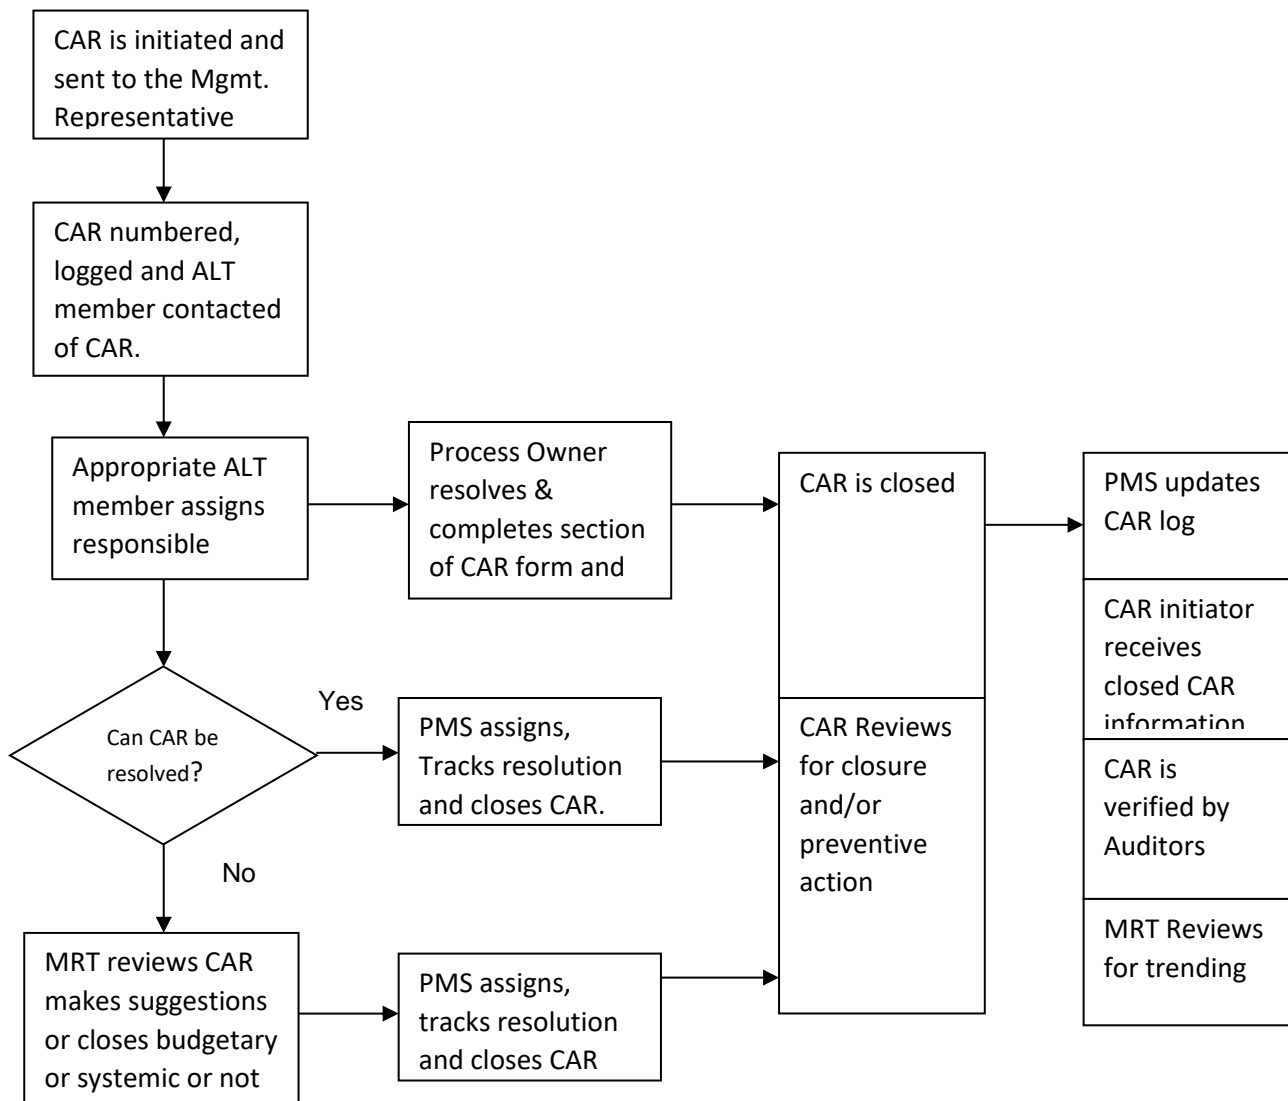 CAR is initiated and
sent to the Mgmt.
Representative
CAR numbered,
logged and ALT
member contacted
of CAR.
Appropriate ALT
member assigns
responsible
Process Owner
resolves &
completes section
of CAR form and
CAR is closed
PMS updates
CAR log
CAR initiator
receives
closed CAR
information
Can CAR be
resolved?
Yes
PMS assigns,
Tracks resolution
and closes CAR.
CAR Reviews
for closure
and/or
preventive
action
CAR is
verified by
Auditors
No
MRT reviews CAR
makes suggestions
or closes budgetary
or systemic or not
PMS assigns,
tracks resolution
and closes CAR
MRT Reviews
for trending